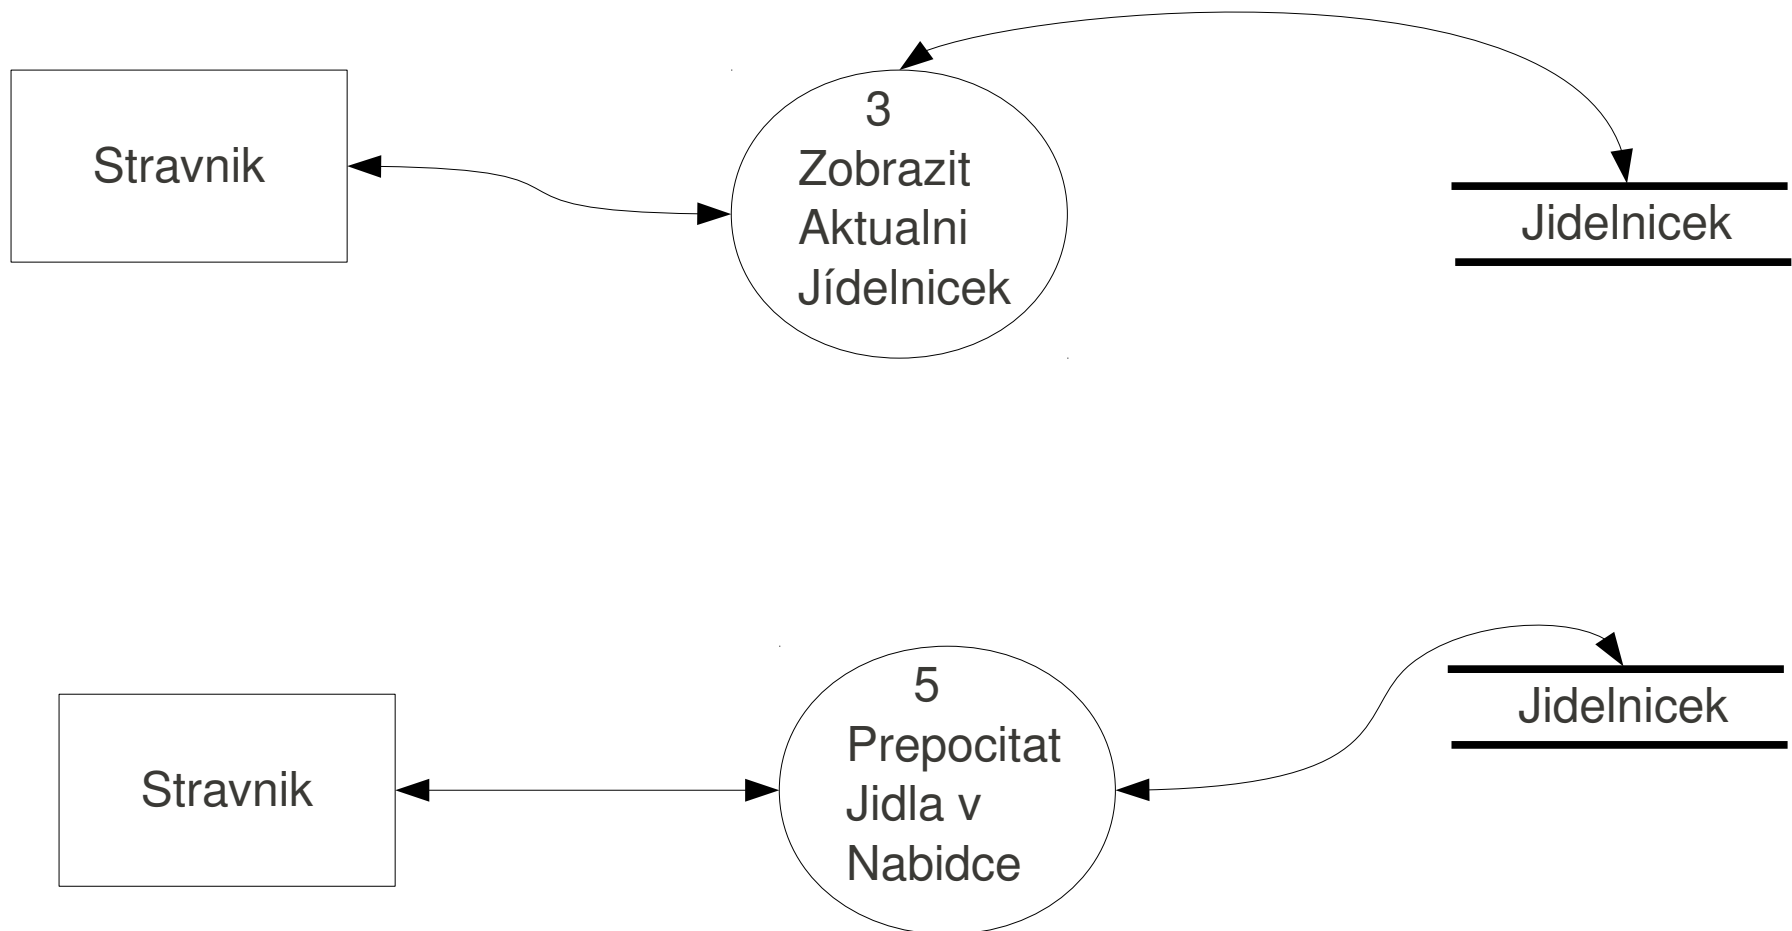 Stravnik
3
Zobrazit
Aktualni
Jídelnicek
Jidelnicek
Stravnik
5
Prepocitat
Jidla v
Nabidce
Jidelnicek